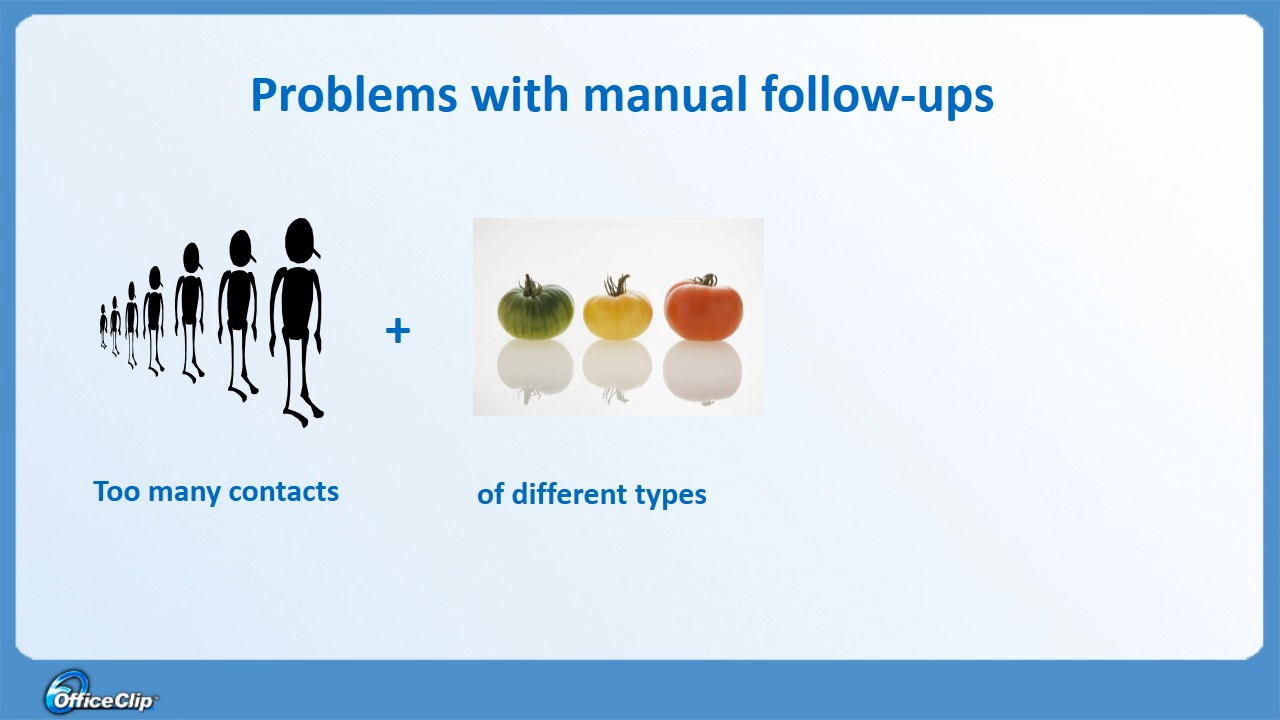 Problems with manual follow-ups
+
Too many contacts
of different types
OfficeClip